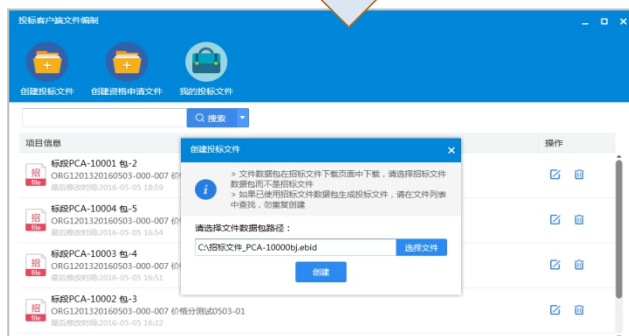 投标客户端文件编制
创建投标文件 创建资格申请文件 我的投标文件
搜索
项目信息 操作
标段PCA-10001 包-2
ORG1201320160503-000-007 价
最后修改时间2016-05-05 16:59
标段PCA-10004 包-5
ORG1201320160503-000-007 价
最后修改时间2016-05-05 16:54
标段PCA-10003 包-4
ORG1201320160503-000-007 价
最后修改时间2016-05-05 16:51
标段PCA-10002 包-3
ORG1201320160503-000-007 价格分测试0503-01
最后修改时间2016-05-05 16:32
招
file
招
file
招
file
招
file
创建投标文件
> 文件数据包在招标文件下载页面中下载，请选择招标文件
数据包而不是招标文件
> 如果已使用招标文件数据包生成投标文件，请在文件列表
中查找，勿重复创建
请选择文件数据包路径：
C:\招标文件_PCA-10000bj.ebid 选择文件
创建